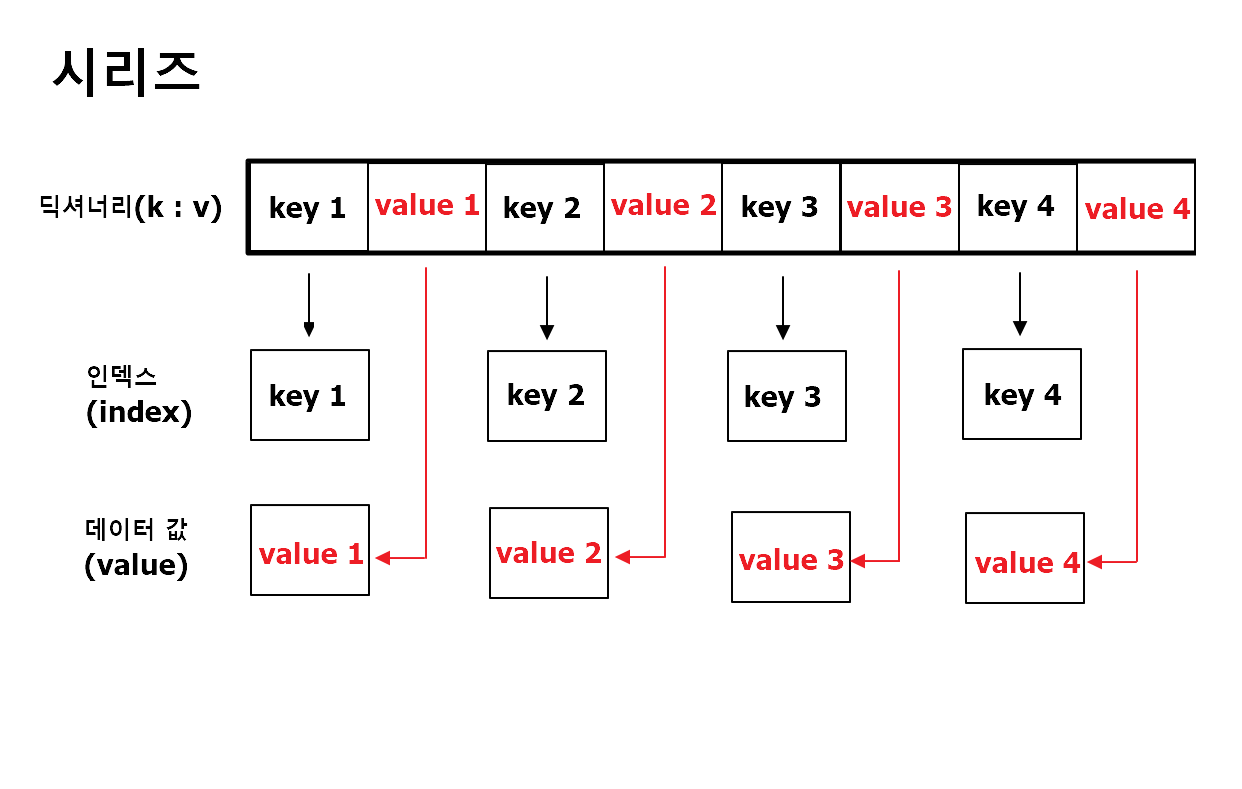 시리즈
딕셔너리(k : v) key 1 value 1 key 2 value 2 key 3 value 3 key 4 value 4
인덱스
(index)
key 1 key 2 key 3 key 4
데이터 값
(value)
value 1 value 2 value 3 value 4